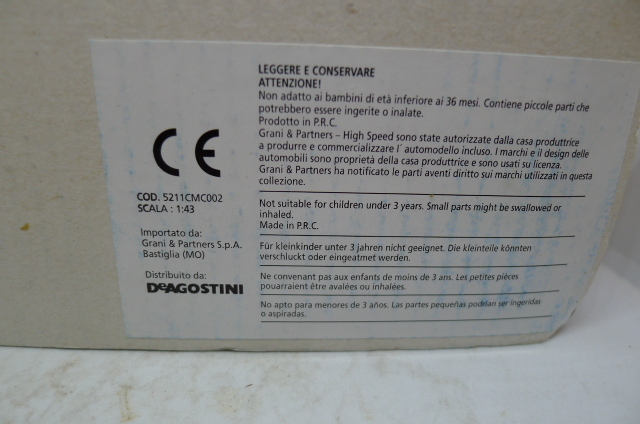 CE
COD. 5211CMC002
SCALA : 1:43
Importato da:
Grani & Partners S.p.A.
Bastiglia (MO)
Distribuito da:
DeAGOSTINI
LEGGERE E CONSERVARE
ATTENZIONE!
Non adatto ai bambini di età inferiore ai 36 mesi. Contiene piccole parti che
potrebbero essere ingerite o inalate.
Prodotto in P.R.C.
Grani & Partners – High Speed sono state autorizzate dalla casa produttrice
a produrre e commercializzare l' automodello incluso. I marchi e il design delle
automobili sono proprietà della casa produttrice e sono usati su licenza.
Grani & Partners ha notificato le parti aventi diritto sui marchi utilizzati in questa
collezione.
Not suitable for children under 3 years. Small parts might be swallowed or
inhaled.
Made in P.R.C.
Für kleinkinder unter 3 jahren nicht geeignet. Die kleinteile könnten
verschluckt oder eingeatmet werden.
Ne convenant pas aux enfants de moins de 3 ans. Les petites pièces
pouarraient être avalées ou inhalées.
No apto para menores de 3 años. Las partes pequeñas podrían ser ingeridas
o aspiradas.